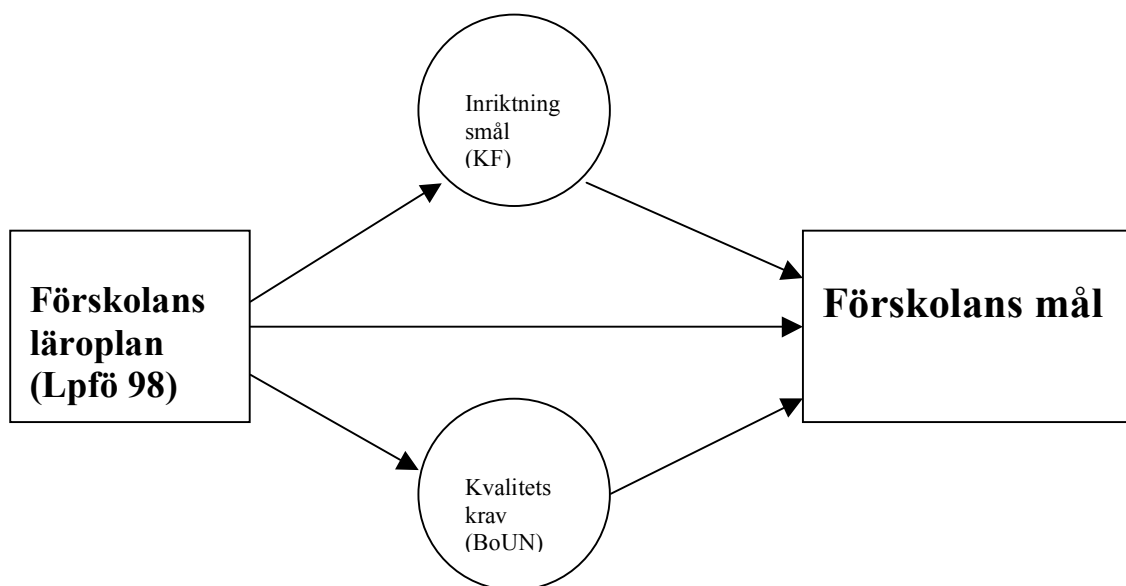 Inriktning
smål
(KF)
Förskolans
läroplan
(Lpfö 98)
Förskolans mål
Kvalitets
krav
(BoUN)